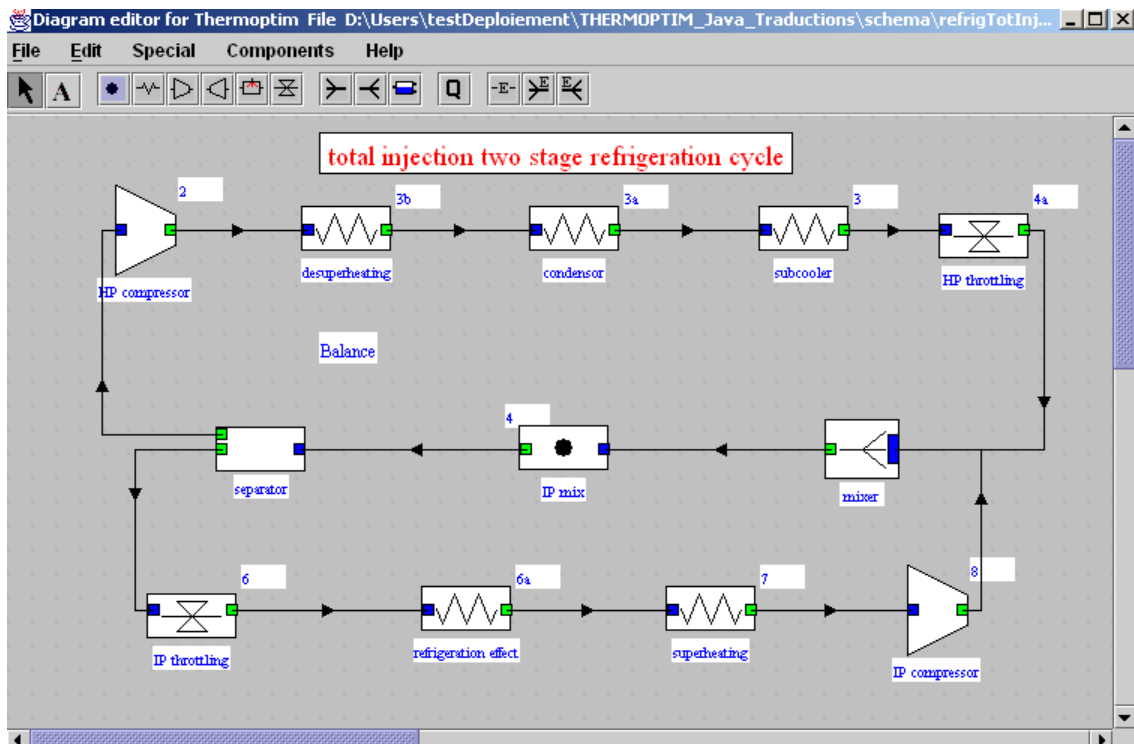 Diagram editor for Thermoptim File D:\Users\testDeploiement\THERMOPTIM_Java_Traductions\schema\refrigTotInj...
File Edit Special Components Help
A Q -E- E E
total injection two stage refrigeration cycle
2 3b 3a 3 4a
desuperheating condensor subcooler HP throttling
HP compressor
Balance
4
separator IP mix mixer
6 6a 7 8
IP throttling refrigeration effect superheating IP compressor